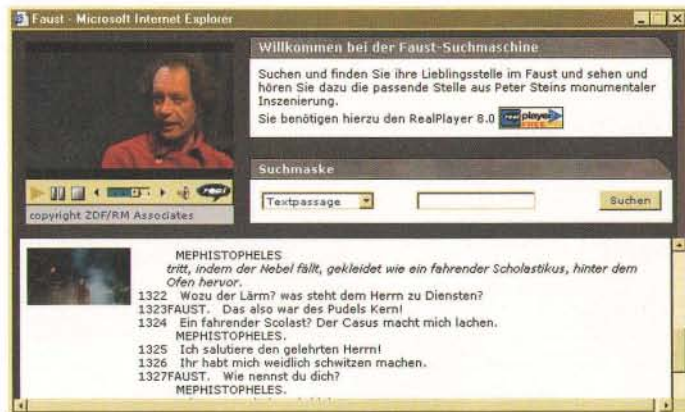 Faust - Microsoft Internet Explorer
Willkommen bei der Faust-Suchmaschine
Suchen und finden Sie ihre Lieblingsstelle im Faust und sehen und
hören Sie dazu die passende Stelle aus Peter Steins monumentaler
Inszenierung.
Sie benötigen hierzu den RealPlayer 8.0
real player
FREE
real
copyright ZDF/RM Associates
Suchmaske
Textpassage
Suchen
MEPHISTOPHELES
tritt, indem der Nebel fällt, gekleidet wie ein fahrender Scholastikus, hinter dem
Ofen hervor.
1322 Wozu der Lärm? was steht dem Herrn zu Diensten?
1323FAUST. Das also war des Pudels Kern!
1324 Ein fahrender Scolast? Der Casus macht mich lachen.
MEPHISTOPHELES.
1325 Ich salutiere den gelehrten Herrn!
1326 Ihr habt mich weidlich schwitzen machen.
1327FAUST. Wie nennst du dich?
MEPHISTOPHELES.